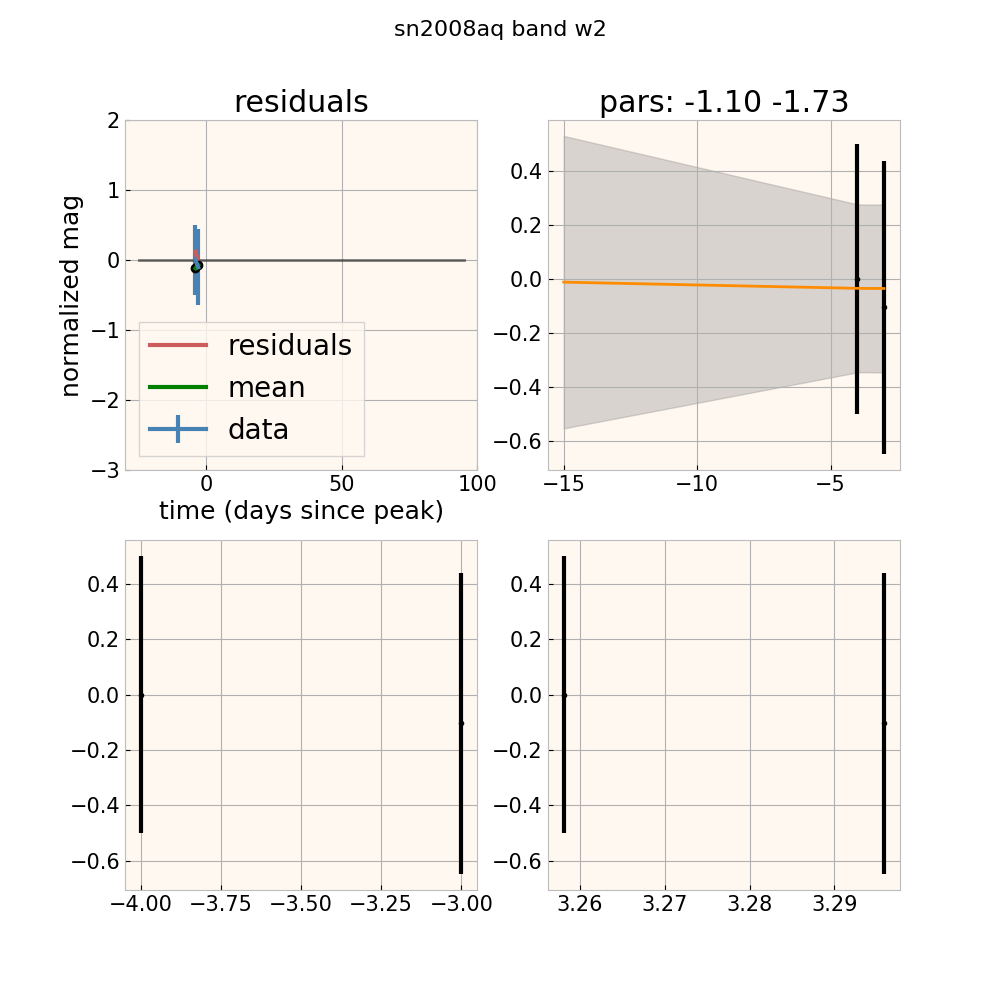 sn2008aq band w2
residuals
normalized mag
2
1
0
−1
−2
−3
residuals
mean
data
0 50 100
time (days since peak)
pars: -1.10 -1.73
0.4
0.2
0.0
−0.2
−0.4
−0.6
−15 −10 −5
0.4
0.2
0.0
−0.2
−0.4
−0.6
−4.00 −3.75 −3.50 −3.25 −3.00
0.4
0.2
0.0
−0.2
−0.4
−0.6
3.26 3.27 3.28 3.29